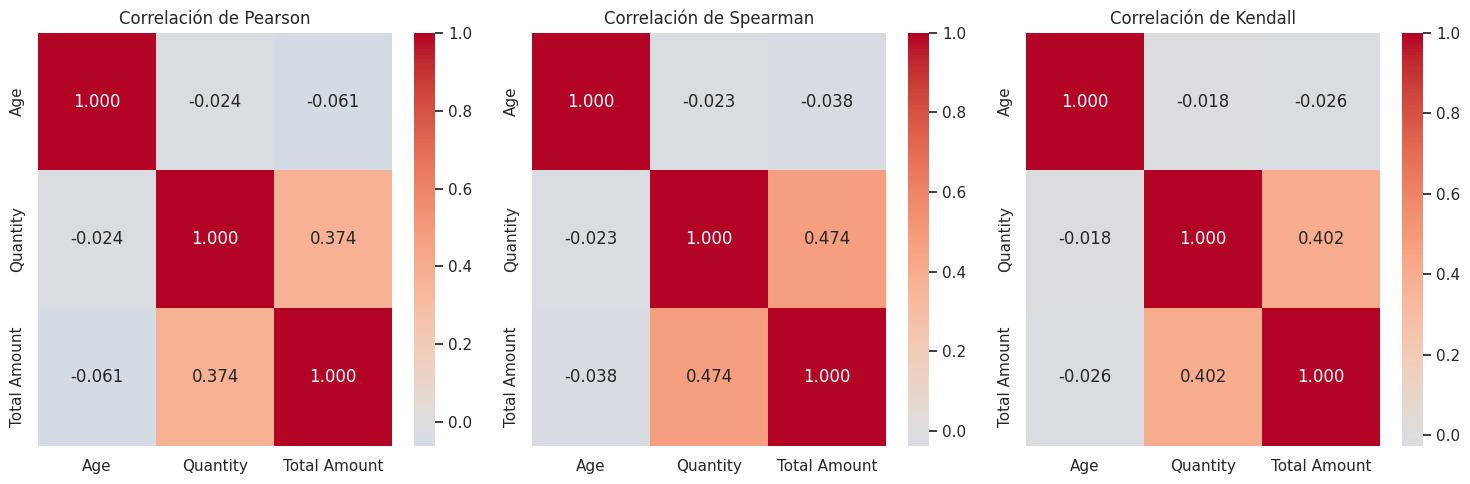 Correlación de Pearson
Age
Quantity
Total Amount
1.000 -0.024 -0.061
-0.024 1.000 0.374
-0.061 0.374 1.000
Age Quantity Total Amount
1.0
0.8
0.6
0.4
0.2
0.0
Correlación de Spearman
Age
Quantity
Total Amount
1.000 -0.023 -0.038
-0.023 1.000 0.474
-0.038 0.474 1.000
Age Quantity Total Amount
1.0
0.8
0.6
0.4
0.2
0.0
Correlación de Kendall
Age
Quantity
Total Amount
1.000 -0.018 -0.026
-0.018 1.000 0.402
-0.026 0.402 1.000
Age Quantity Total Amount
1.0
0.8
0.6
0.4
0.2
0.0